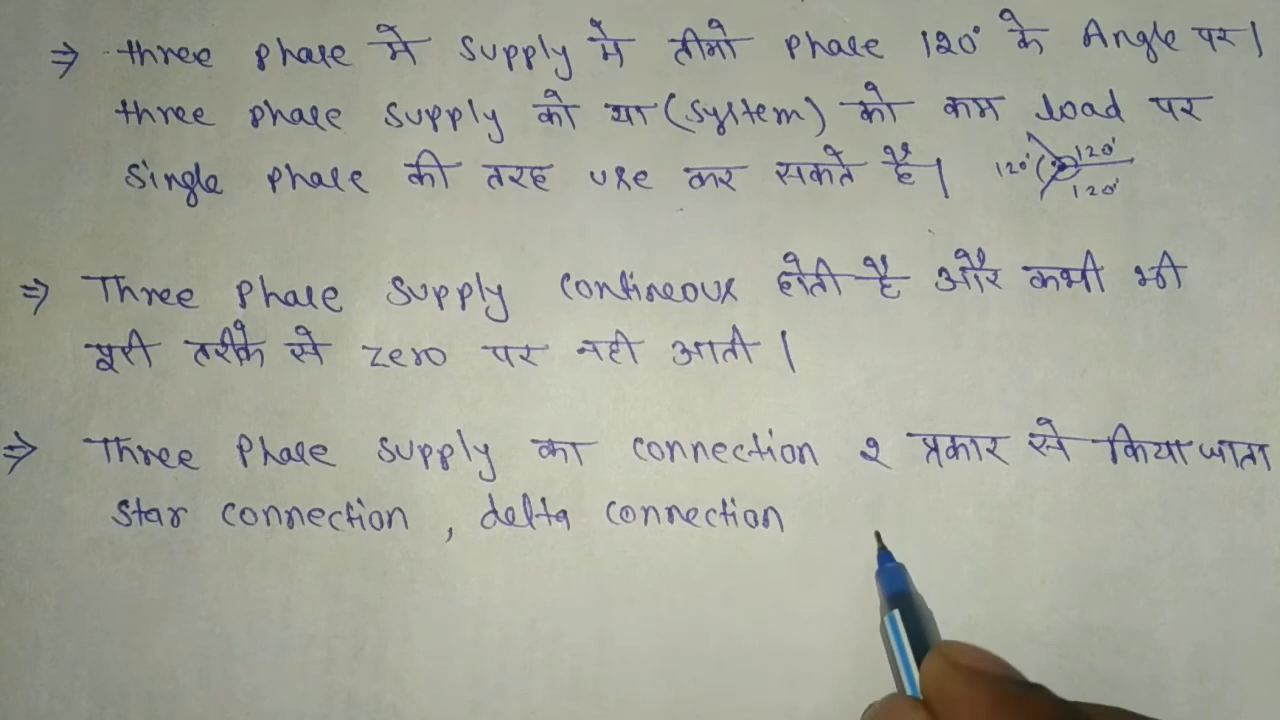 ⇒ three phase में supply में तीनो phase 120° के Angle पर।
three phase supply को या (system) को कम load पर
single phase की तरह use कर सकते है।
120° 120° 120°
⇒ Three phase supply contineous होती है और कभी भी
पूरी तरीके से zero पर नही आती।
⇒ Three Phase supply का connection २ प्रकार से किया जाता
star connection, delta connection